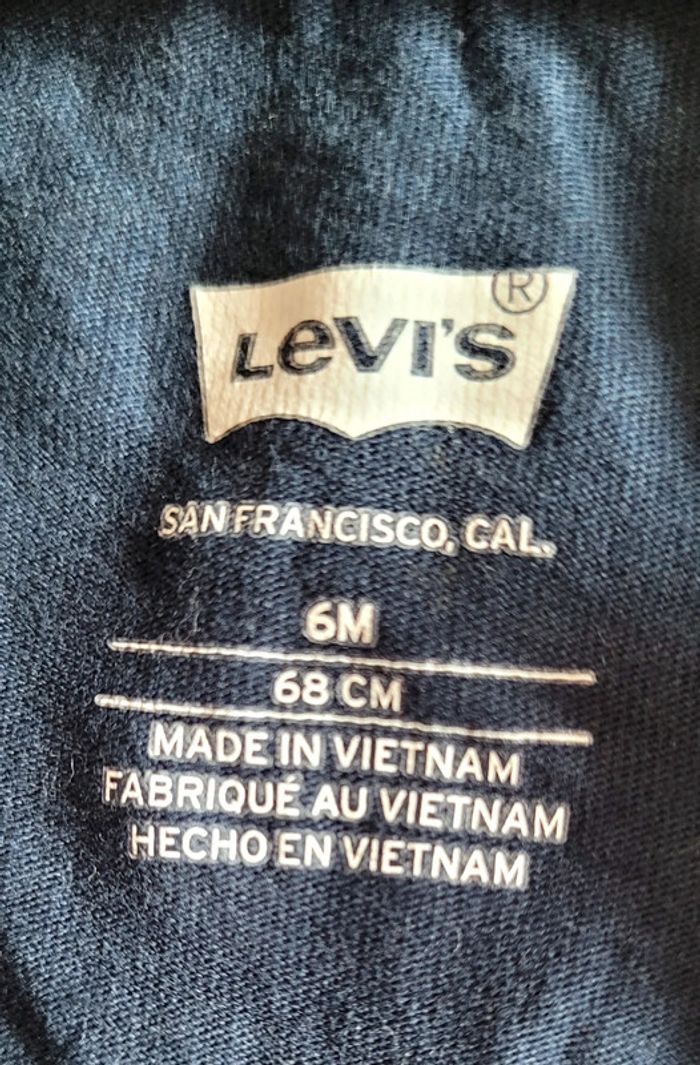 LEVI'S ®
SAN FRANCISCO, CAL.
6M
68 CM
MADE IN VIETNAM
FABRIQUÉ AU VIETNAM
HECHO EN VIETNAM